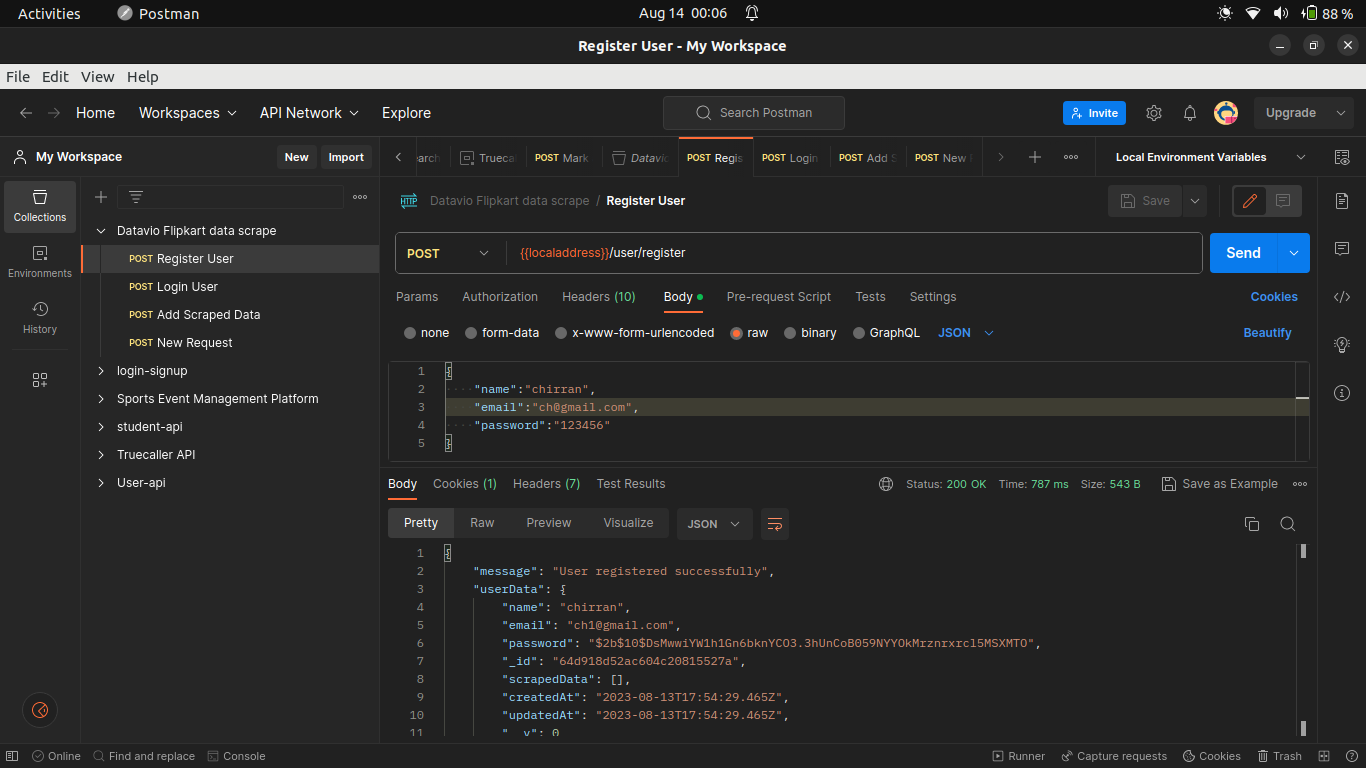 Activities Postman Aug 14 00:06 88 %
Register User - My Workspace
File Edit View Help
Home Workspaces API Network Explore Search Postman Invite Upgrade
My Workspace New Import
earch Trueca POST Mark Datavic POST Regis POST Login POST Add S POST New Local Environment Variables
Collections
Environments
History
Datavio Flipkart data scrape
POST Register User
POST Login User
POST Add Scraped Data
POST New Request
login-signup
Sports Event Management Platform
student-api
Truecaller API
User-api
HTTP Datavio Flipkart data scrape / Register User Save
POST {{localaddress}}/user/register Send
Params Authorization Headers (10) Body Pre-request Script Tests Settings Cookies
none form-data x-www-form-urlencoded raw binary GraphQL JSON Beautify
1 {
2 ····"name":"chirran",
3 ····"email":"ch@gmail.com",
4 ····"password":"123456"
5 }
Body Cookies (1) Headers (7) Test Results Status: 200 OK Time: 787 ms Size: 543 B Save as Example
Pretty Raw Preview Visualize JSON
1 {
2 "message": "User registered successfully",
3 "userData": {
4 "name": "chirran",
5 "email": "ch1@gmail.com",
6 "password": "$2b$10$DsMwwiYW1h1Gn6bknYCO3.3hUnCoB059NYYOkMrznrxrcl5MSXMTO",
7 "_id": "64d918d52ac604c20815527a",
8 "scrapedData": [],
9 "createdAt": "2023-08-13T17:54:29.465Z",
10 "updatedAt": "2023-08-13T17:54:29.465Z",
11 "__v": 0
Online Find and replace Console Runner Capture requests Cookies Trash